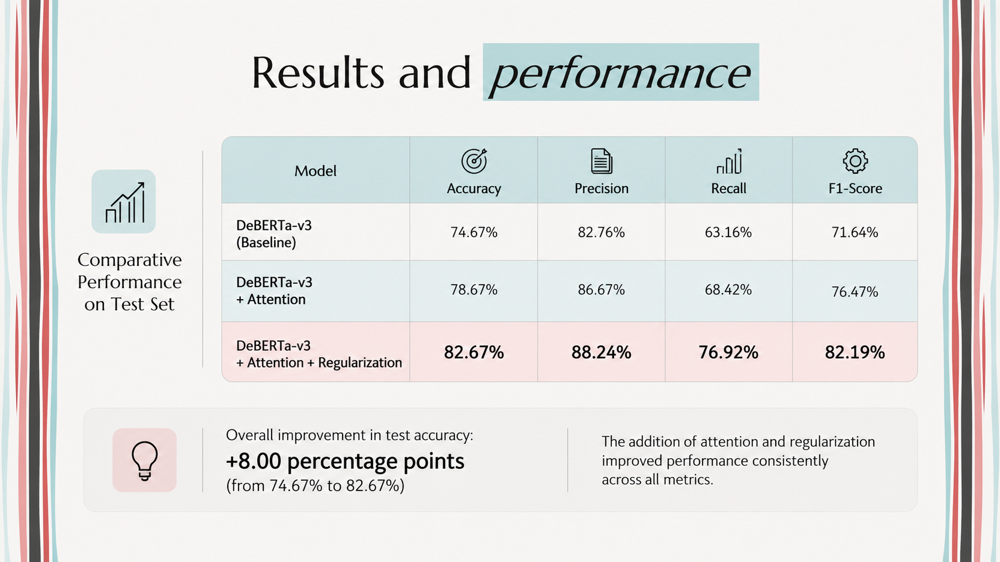 Results and performance
Comparative
Performance
on Test Set
Model
Accuracy
Precision
Recall
F1-Score
DeBERTa-v3
(Baseline)
74.67%
82.76%
63.16%
71.64%
DeBERTa-v3
+ Attention
78.67%
86.67%
68.42%
76.47%
DeBERTa-v3
+ Attention + Regularization
82.67%
88.24%
76.92%
82.19%
Overall improvement in test accuracy:
+8.00 percentage points
(from 74.67% to 82.67%)
The addition of attention and regularization
improved performance consistently
across all metrics.